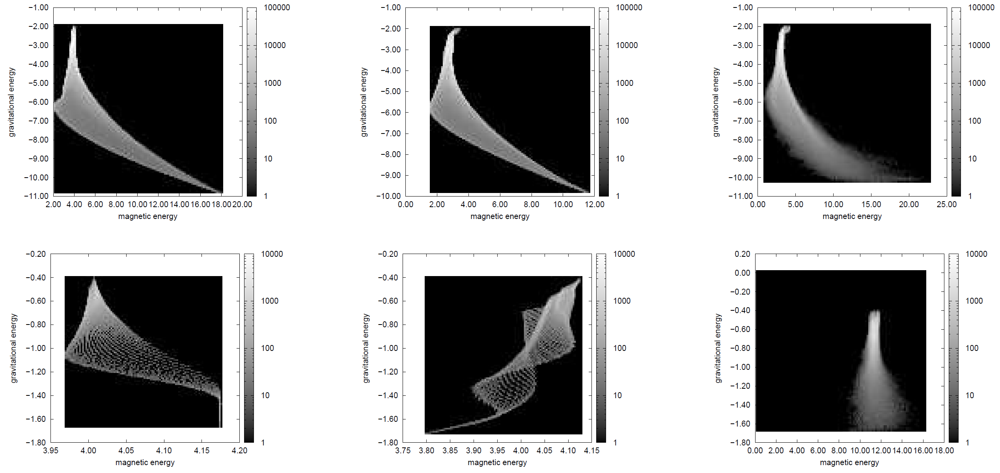 −1.00 100000 −1.00 100000 −1.00 100000
−2.00 −2.00 −2.00
−3.00 10000 −3.00 10000 −3.00 10000
−4.00 −4.00 −4.00
−5.00 1000 −5.00 1000 −5.00 1000
−6.00 −6.00 −6.00
−7.00 100 −7.00 100 −7.00 100
−8.00 −8.00 −8.00
−9.00 10 −9.00 10 −9.00 10
−10.00 −10.00
−11.00 1 −10.00 1 −11.00 1
gravitational energy gravitational energy gravitational energy
2.00 4.00 6.00 8.00 10.00 12.00 14.00 16.00 18.00 20.00 0.00 2.00 4.00 6.00 8.00 10.00 12.00 0.00 5.00 10.00 15.00 20.00 25.00
magnetic energy magnetic energy magnetic energy
−0.20 10000 −0.20 10000 0.20 10000
−0.40 −0.40 0.00
−0.60 1000 −0.60 1000 −0.20 1000
−0.80 −0.80 −0.40
−1.00 100 −1.00 100 −0.60 100
−1.20 −1.20 −0.80
−1.40 10 −1.40 10 −1.00 10
−1.60 −1.60 −1.20
−1.80 1 −1.80 1 −1.40 1
−1.60
−1.80
gravitational energy gravitational energy gravitational energy
3.95 4.00 4.05 4.10 4.15 4.20 3.75 3.80 3.85 3.90 3.95 4.00 4.05 4.10 4.15 0.00 2.00 4.00 6.00 8.00 10.00 12.00 14.00 16.00 18.00
magnetic energy magnetic energy magnetic energy